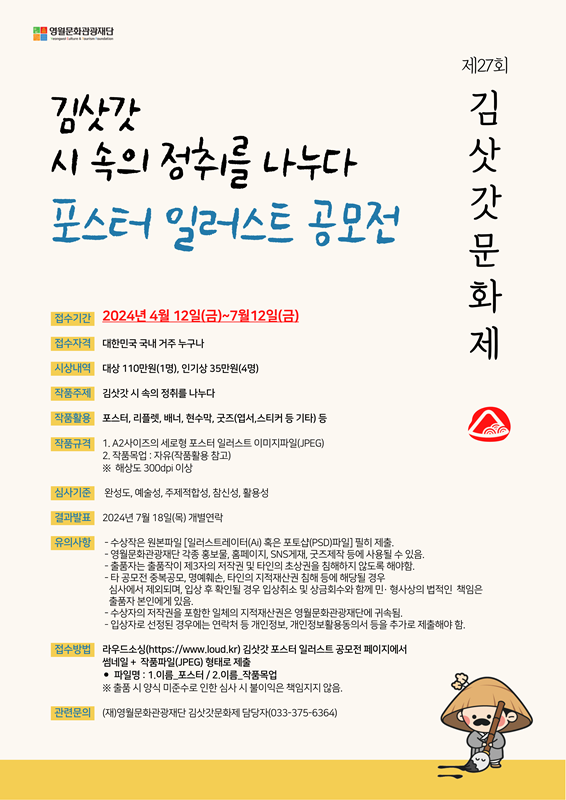 영월문화관광재단
Yeongwol Culture & Tourism Foundation
제27회
김삿갓문화제
김삿갓
시 속의 정취를 나누다
포스터 일러스트 공모전
접수기간 2024년 4월 12일(금)~7월12일(금)
접수자격 대한민국 국내 거주 누구나
시상내역 대상 110만원(1명), 인기상 35만원(4명)
작품주제 김삿갓 시 속의 정취를 나누다
작품활용 포스터, 리플렛, 배너, 현수막, 굿즈(엽서,스티커 등 기타) 등
작품규격 1. A2사이즈의 세로형 포스터 일러스트 이미지파일(JPEG)
2. 작품목업 : 자유(작품활용 참고)
※ 해상도 300dpi 이상
심사기준 완성도, 예술성, 주제적합성, 참신성, 활용성
결과발표 2024년 7월 18일(목) 개별연락
유의사항 - 수상작은 원본파일 [일러스트레이터(Ai) 혹은 포토샵(PSD)파일] 필히 제출.
- 영월문화관광재단 각종 홍보물, 홈페이지, SNS게재, 굿즈제작 등에 사용될 수 있음.
- 출품자는 출품작이 제3자의 저작권 및 타인의 초상권을 침해하지 않도록 해야함.
- 타 공모전 중복공모, 명예훼손, 타인의 지적재산권 침해 등에 해당될 경우
심사에서 제외되며, 입상 후 확인될 경우 입상취소 및 상금회수와 함께 민·형사상의 법적인 책임은
출품자 본인에게 있음.
- 수상자의 저작권을 포함한 일체의 지적재산권은 영월문화관광재단에 귀속됨.
- 입상자로 선정된 경우에는 연락처 등 개인정보, 개인정보활용동의서 등을 추가로 제출해야 함.
접수방법 라우드소싱(https://www.loud.kr) 김삿갓 포스터 일러스트 공모전 페이지에서
썸네일 + 작품파일(JPEG) 형태로 제출
● 파일명 : 1.이름_포스터 / 2.이름_작품목업
※ 출품 시 양식 미준수로 인한 심사 시 불이익은 책임지지 않음.
관련문의 (재)영월문화관광재단 김삿갓문화제 담당자(033-375-6364)